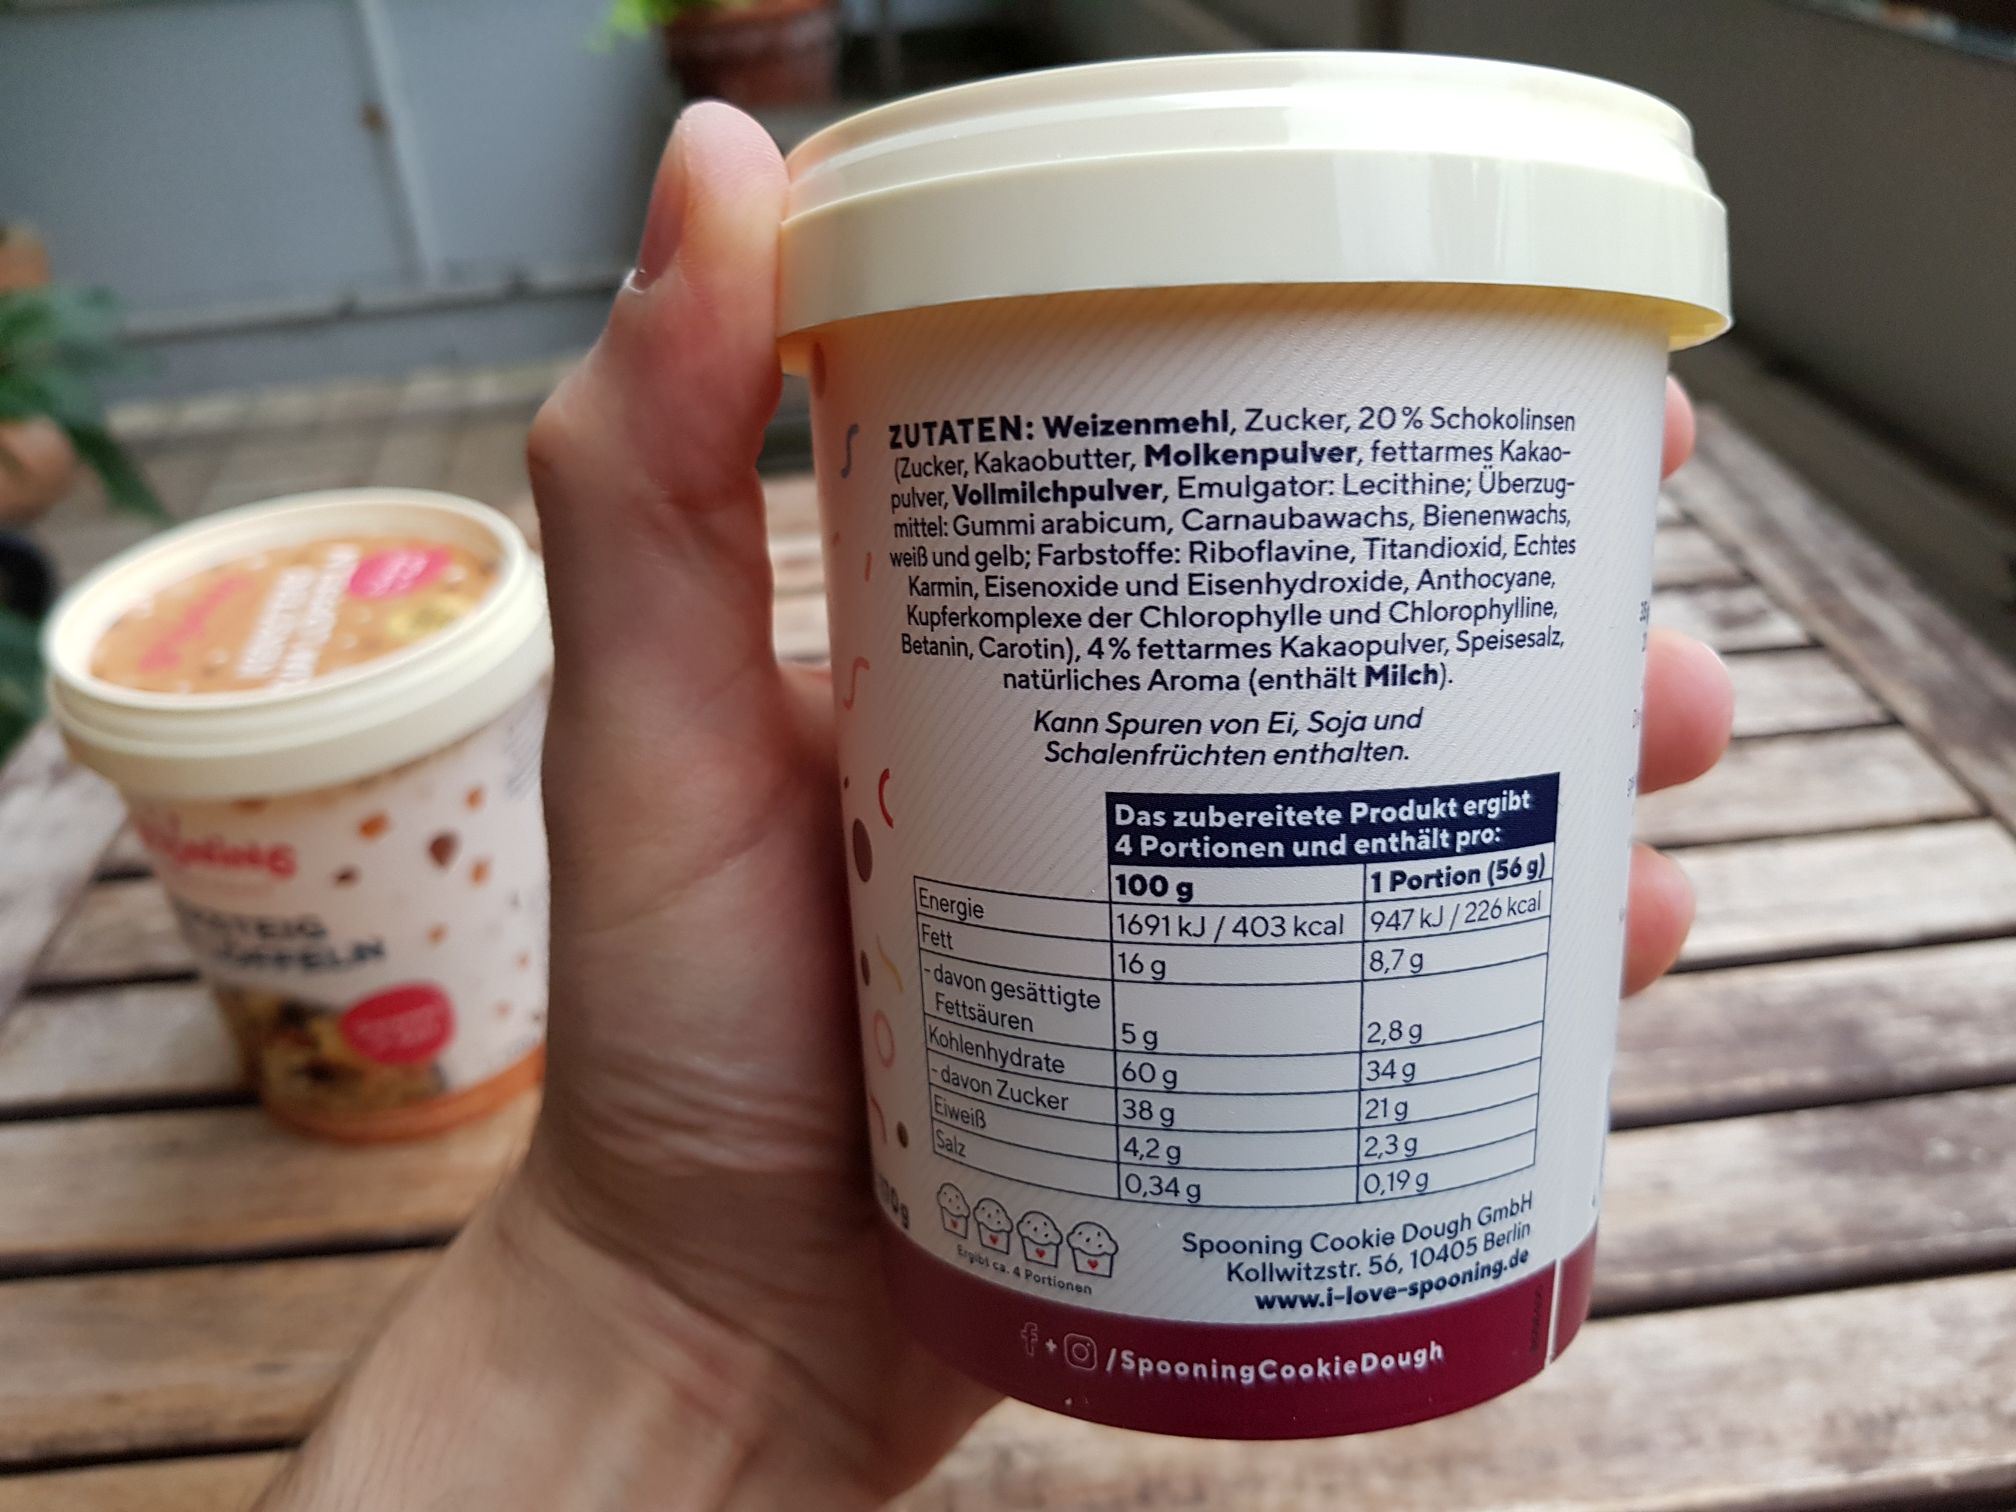 ZUTATEN: Weizenmehl, Zucker, 20% Schokolinsen
(Zucker, Kakaobutter, Molkenpulver, fettarmes Kakao-
pulver, Vollmilchpulver, Emulgator: Lecithine; Überzug-
mittel: Gummi arabicum, Carnaubawachs, Bienenwachs,
weiß und gelb; Farbstoffe: Riboflavine, Titandioxid, Echtes
Karmin, Eisenoxide und Eisenhydroxide, Anthocyane,
Kupferkomplexe der Chlorophylle und Chlorophylline,
Betanin, Carotin), 4% fettarmes Kakaopulver, Speisesalz,
natürliches Aroma (enthält Milch).
Kann Spuren von Ei, Soja und
Schalenfrüchten enthalten.
Das zubereitete Produkt ergibt
4 Portionen und enthält pro:
100 g 1 Portion (56 g)
Energie 1691 kJ / 403 kcal 947 kJ / 226 kcal
Fett 16 g 8,7 g
- davon gesättigte
Fettsäuren 5 g 2,8 g
Kohlenhydrate 60 g 34 g
- davon Zucker 38 g 21 g
Eiweiß 4,2 g 2,3 g
Salz 0,34 g 0,19 g
Ergibt ca. 4 Portionen
Spooning Cookie Dough GmbH
Kollwitzstr. 56, 10405 Berlin
www.i-love-spooning.de
f + /SpooningCookieDough